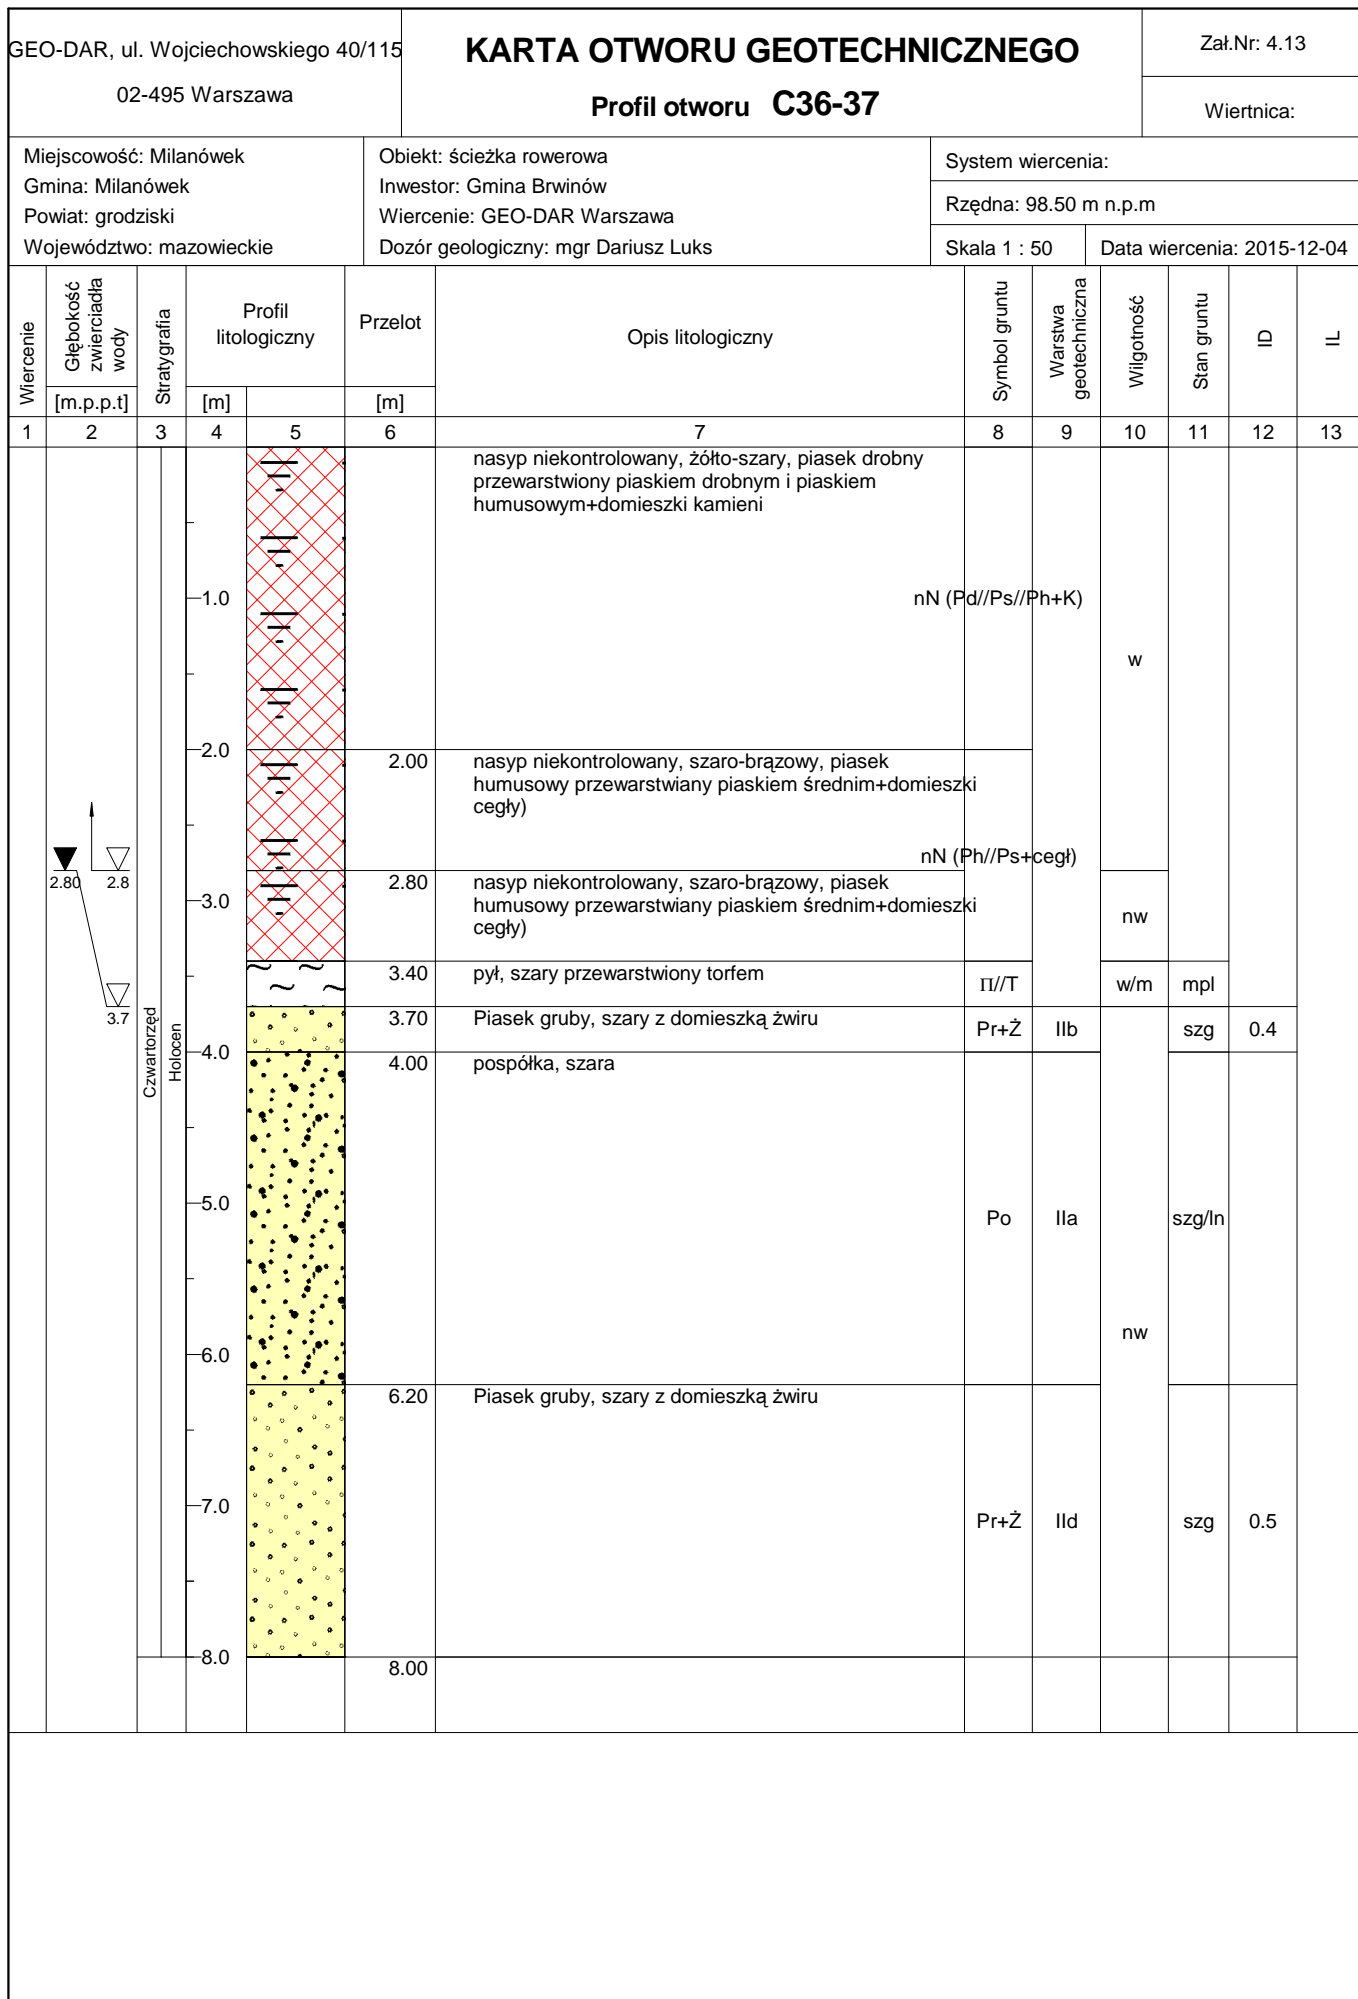 GEO-DAR, ul. Wojciechowskiego 40/115
02-495 Warszawa
KARTA OTWORU GEOTECHNICZNEGO
Profil otworu C36-37
Zał.Nr: 4.13
Wiertnica:
Miejscowość: Milanówek
Gmina: Milanówek
Powiat: grodziski
Województwo: mazowieckie
Obiekt: ścieżka rowerowa
Inwestor: Gmina Brwinów
Wiercenie: GEO-DAR Warszawa
Dozór geologiczny: mgr Dariusz Luks
System wiercenia:
Rzędna: 98.50 m n.p.m
Skala 1 : 50
Data wiercenia: 2015-12-04
Wiercenie
Głębokość
zwierciadła
wody
[m.p.p.t]
Stratygrafia
Profil
litologiczny
[m]
Przelot
[m]
Opis litologiczny
Symbol gruntu
Warstwa
geotechniczna
Wilgotność
Stan gruntu
ID
IL
1 2 3 4 5 6 7 8 9 10 11 12 13
nasyp niekontrolowany, żółto-szary, piasek drobny
przewarstwiony piaskiem drobnym i piaskiem
humusowym+domieszki kamieni
1.0
nN (Pd//Ps//Ph+K)
w
2.0
2.00
nasyp niekontrolowany, szaro-brązowy, piasek
humusowy przewarstwiany piaskiem średnim+domieszki
cegły)
nN (Ph//Ps+cegł)
2.80
2.8
2.80
nasyp niekontrolowany, szaro-brązowy, piasek
humusowy przewarstwiany piaskiem średnim+domieszki
cegły)
3.0
nw
3.40
pył, szary przewarstwiony torfem
Π//T
w/m
mpl
3.7
3.70
Piasek gruby, szary z domieszką żwiru
Pr+Ż
IIb
szg
0.4
Czwartorzęd
Holocen
4.0
4.00
pospółka, szara
5.0
Po
IIa
szg/ln
nw
6.0
6.20
Piasek gruby, szary z domieszką żwiru
7.0
Pr+Ż
IId
szg
0.5
8.0
8.00